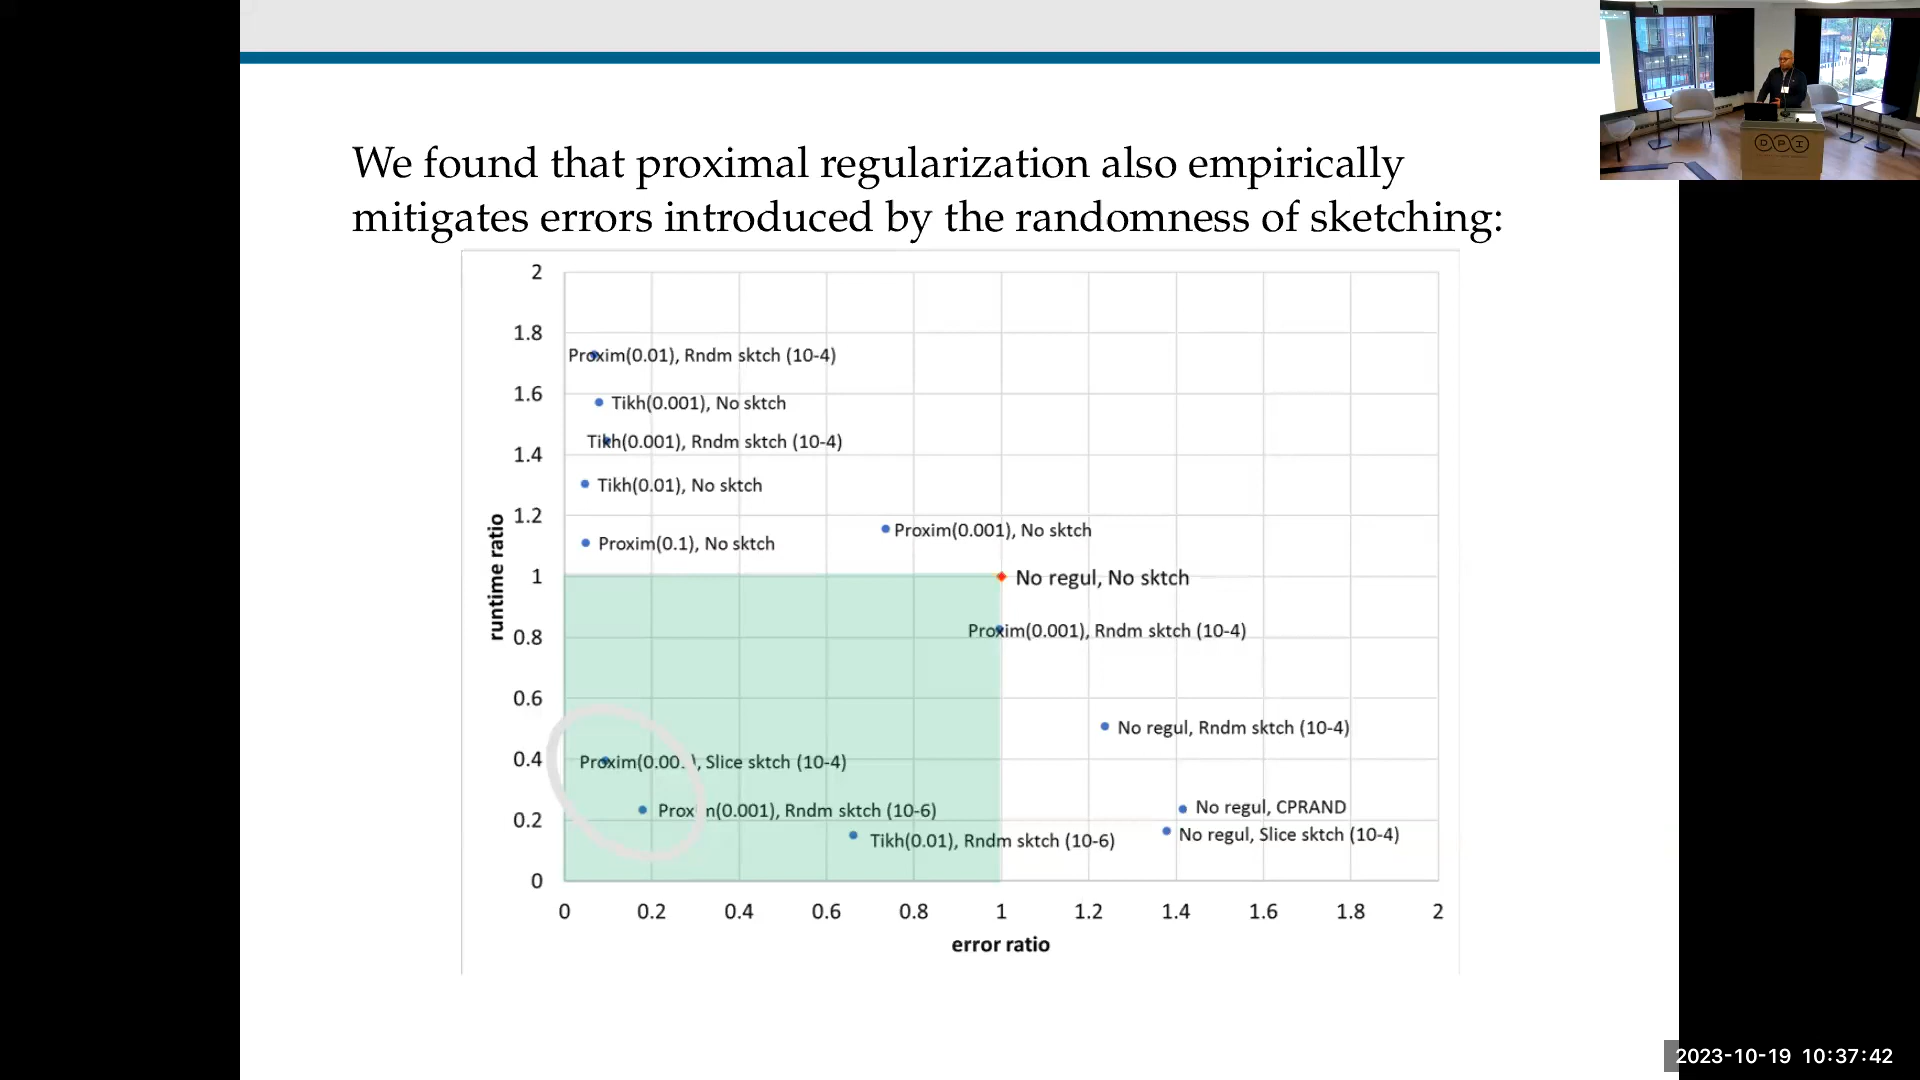 We found that proximal regularization also empirically
mitigates errors introduced by the randomness of sketching:
2
1.8
Proxim(0.01), Rndm sktch (10-4)
1.6
Tikh(0.001), No sktch
Tikh(0.001), Rndm sktch (10-4)
1.4
Tikh(0.01), No sktch
1.2
Proxim(0.001), No sktch
Proxim(0.1), No sktch
runtime ratio
1
No regul, No sktch
0.8
Proxim(0.001), Rndm sktch (10-4)
0.6
No regul, Rndm sktch (10-4)
0.4
Proxim(0.001), Slice sktch (10-4)
No regul, CPRAND
Proxim(0.001), Rndm sktch (10-6)
0.2
No regul, Slice sktch (10-4)
Tikh(0.01), Rndm sktch (10-6)
0
0 0.2 0.4 0.6 0.8 1 1.2 1.4 1.6 1.8 2
error ratio
DPI
2023-10-19 10:37:42